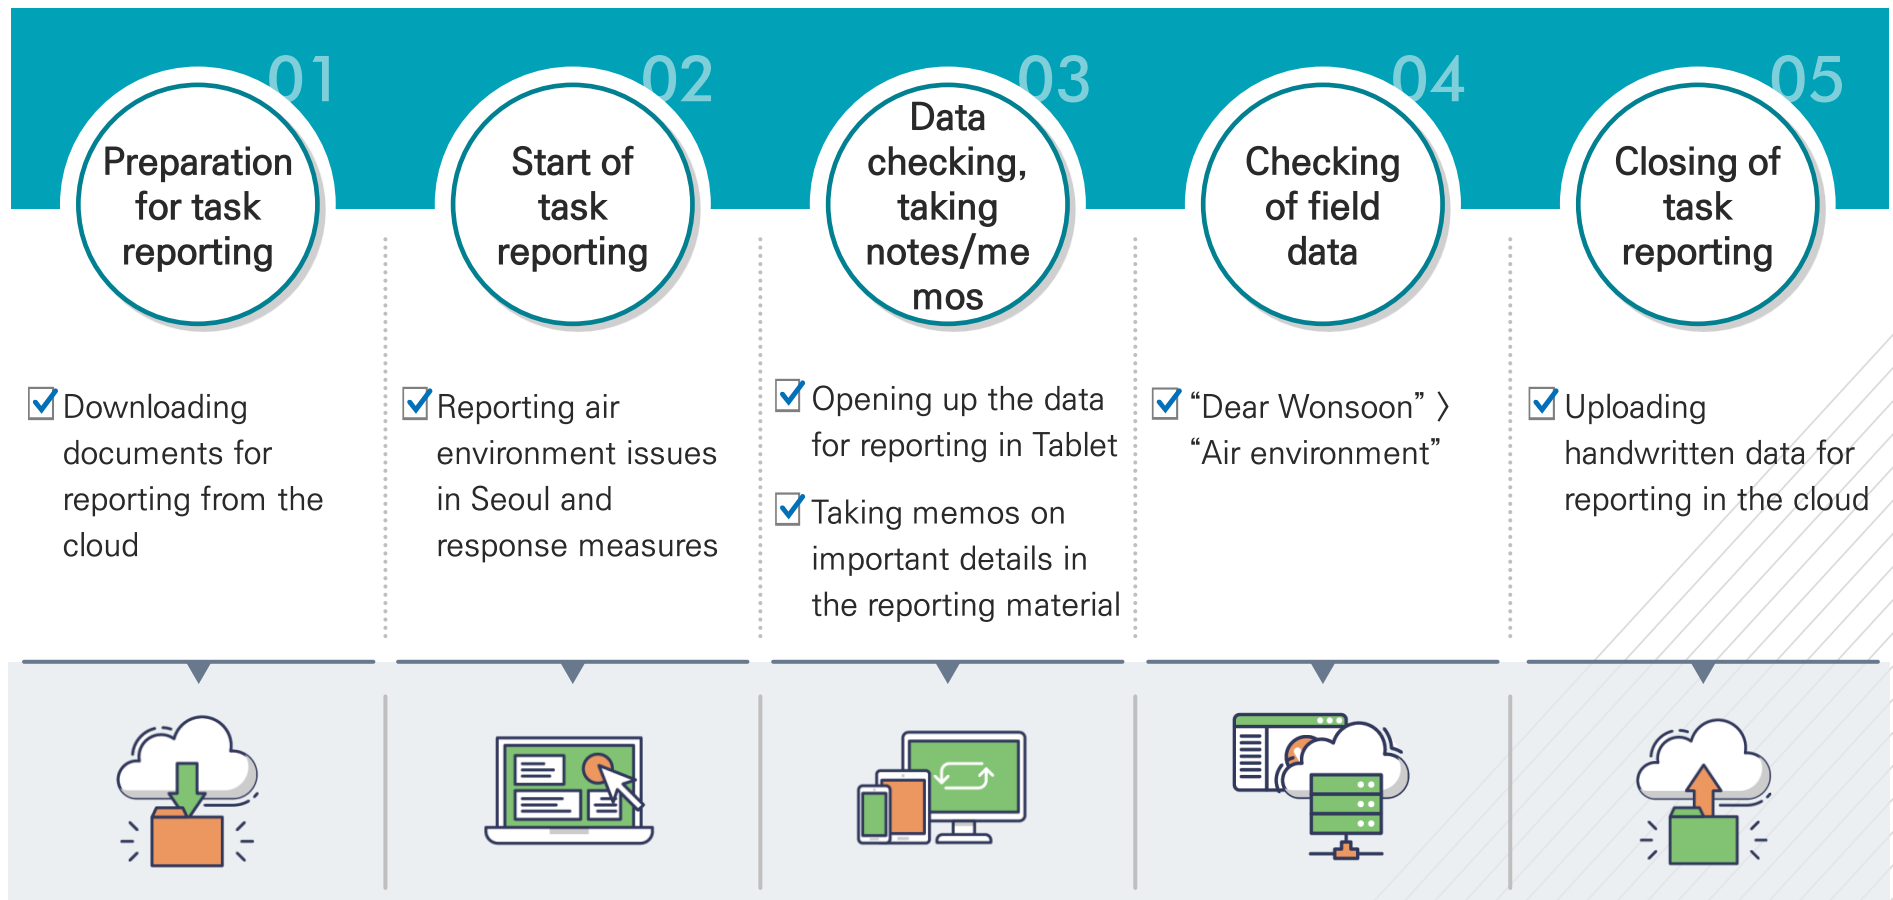 01
Preparation
for task
reporting
Downloading
documents for
reporting from the
cloud
02
Start of
task
reporting
Reporting air
environment issues
in Seoul and
response measures
03
Data
checking,
taking
notes/me
mos
Opening up the data
for reporting in Tablet
Taking memos on
important details in
the reporting material
04
Checking
of field
data
“Dear Wonsoon” 〉
“Air environment”
05
Closing of
task
reporting
Uploading
handwritten data for
reporting in the cloud